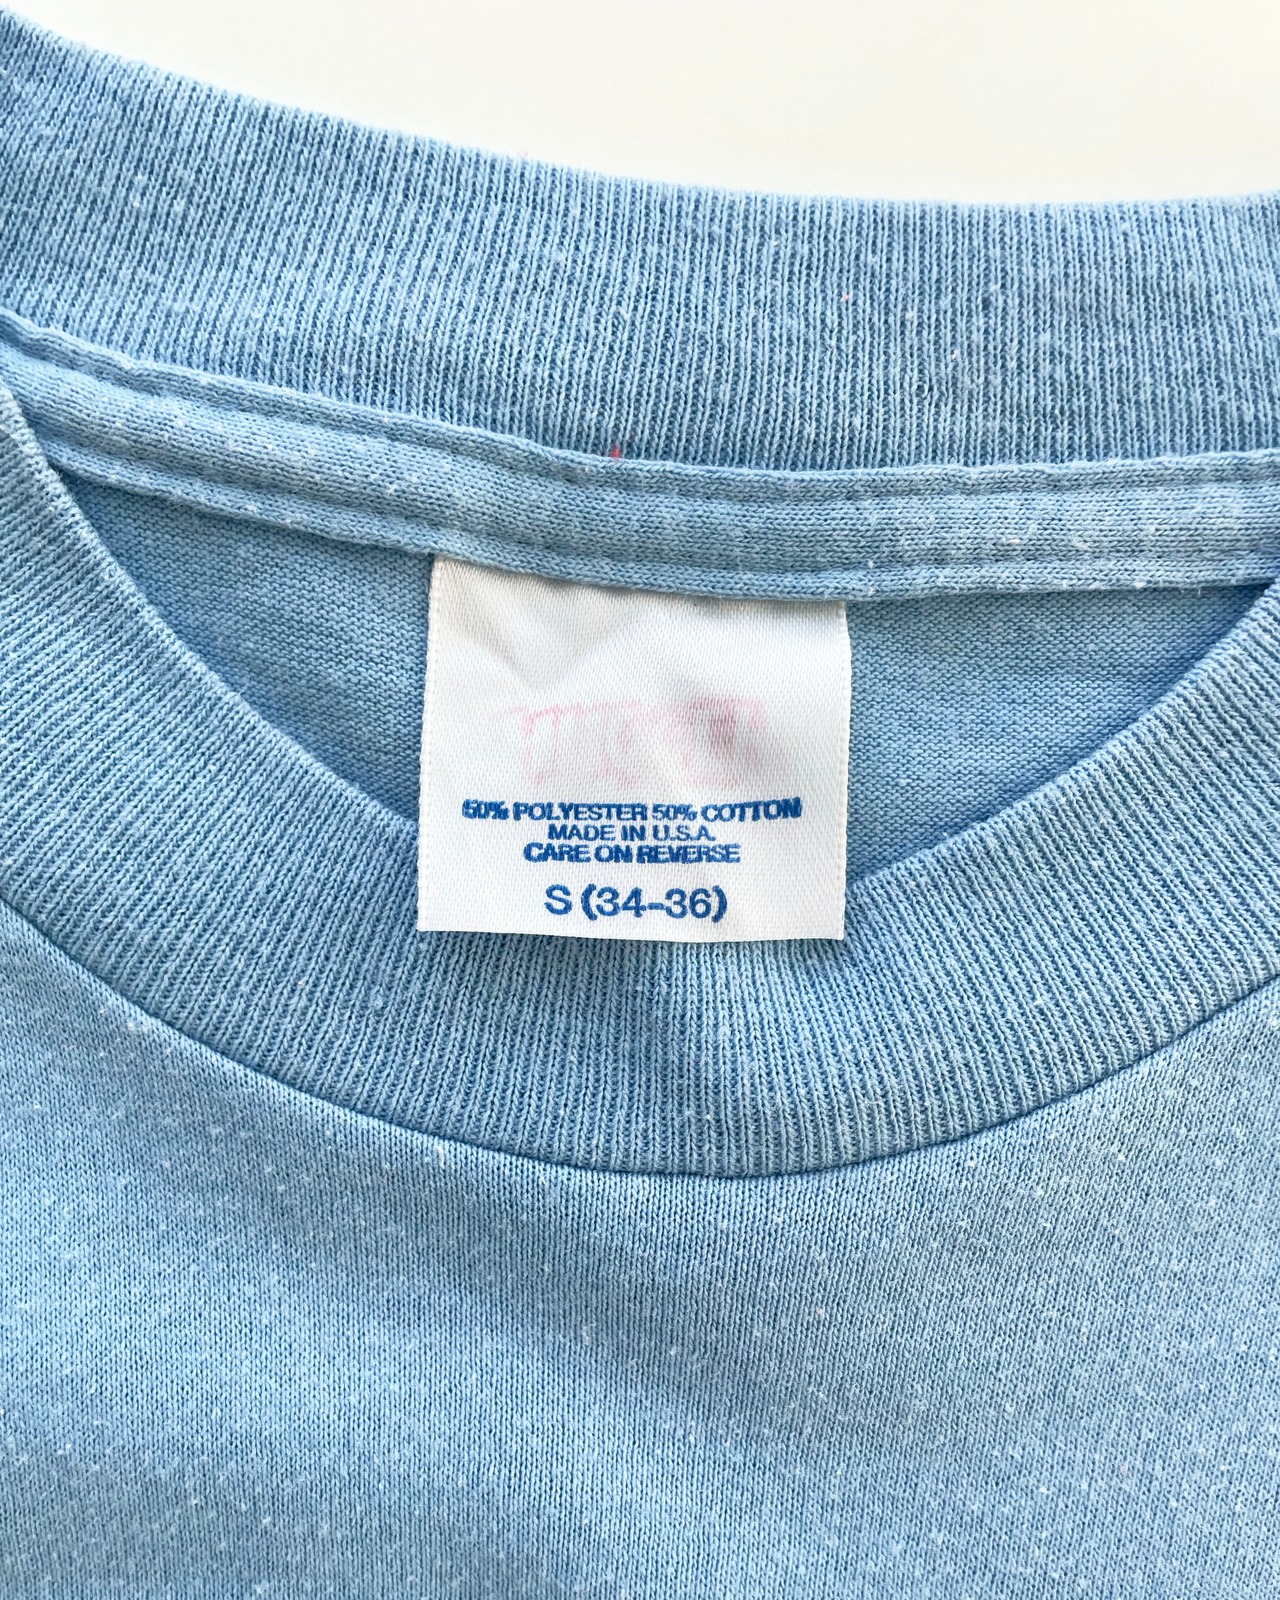 50% POLYESTER 50% COTTON
MADE IN U.S.A.
CARE ON REVERSE
S (34-36)